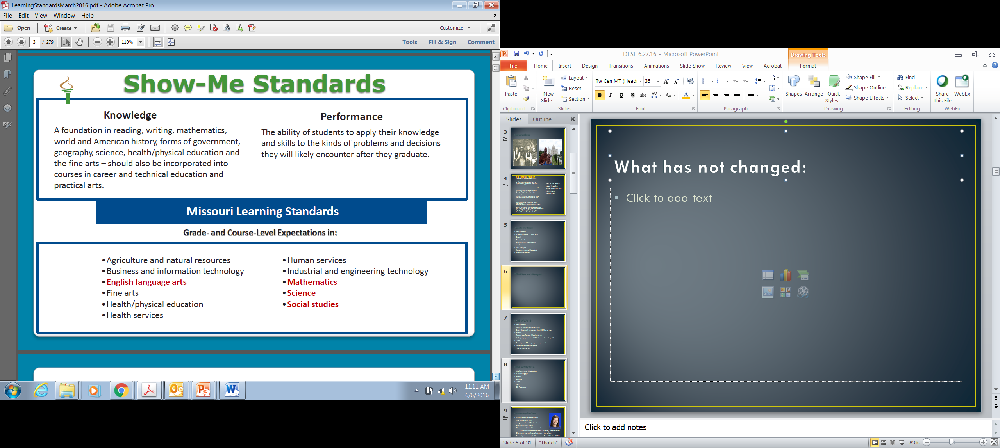 LearningStandardsMarch2016.pdf - Adobe Acrobat Pro
File Edit View Window Help
Open Create Customize
3 / 279 110% Tools Fill & Sign Comment
Show-Me Standards
Knowledge
A foundation in reading, writing, mathematics,
world and American history, forms of government,
geography, science, health/physical education and
the fine arts – should also be incorporated into
courses in career and technical education and
practical arts.
Performance
The ability of students to apply their knowledge
and skills to the kinds of problems and decisions
they will likely encounter after they graduate.
Missouri Learning Standards
Grade- and Course-Level Expectations in:
•Agriculture and natural resources
•Business and information technology
•English language arts
•Fine arts
•Health/physical education
•Health services
•Human services
•Industrial and engineering technology
•Mathematics
•Science
•Social studies
11:11 AM
6/6/2016
DESE 6.27.16 - Microsoft PowerPoint
Drawing Tools
File Home Insert Design Transitions Animations Slide Show Review View Acrobat Format
Paste
Clipboard
New
Slide
Layout
Reset
Section
Slides
Tw Cen MT (Headi 36
B I U S abc AV Aa A
Font
Paragraph
Shapes Arrange Quick
Styles
Shape Fill
Shape Outline
Shape Effects
Drawing
Find
Replace
Select
Editing
Share
This File
WebEx
WebEx
Slides Outline
3
4
THE HISTORY TEACHER
5
6
7
8
9
What has not changed:
• Click to add text
Click to add notes
Slide 6 of 31 "Thatch" 83%